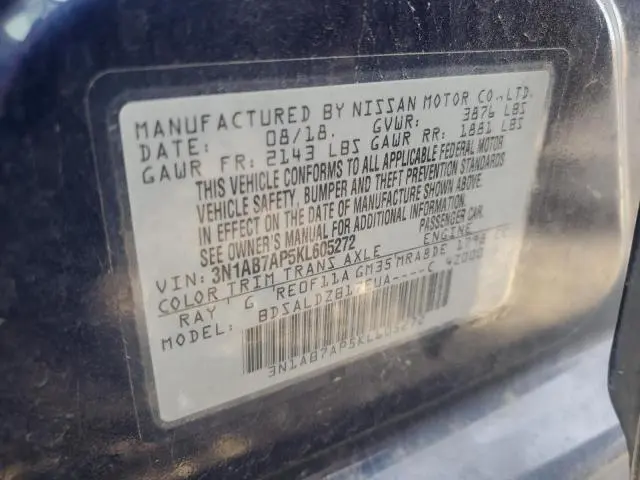 MANUFACTURED BY NISSAN MOTOR CO., LTD.
DATE: 08/18. GVWR: 3876 LBS
GAWR FR: 2143 LBS GAWR RR: 1881 LBS
THIS VEHICLE CONFORMS TO ALL APPLICABLE FEDERAL MOTOR
VEHICLE SAFETY, BUMPER AND THEFT PREVENTION STANDARDS
IN EFFECT ON THE DATE OF MANUFACTURE SHOWN ABOVE.
SEE OWNER'S MANUAL FOR ADDITIONAL INFORMATION.
VIN: 3N1AB7AP5KL605272 PASSENGER CAR
COLOR TRIM TRANS AXLE ENGINE
RAY G RE0F11A GM35 MRA8DE 1798 CC
MODEL: C 42000
3N1AB7AP5KL605272